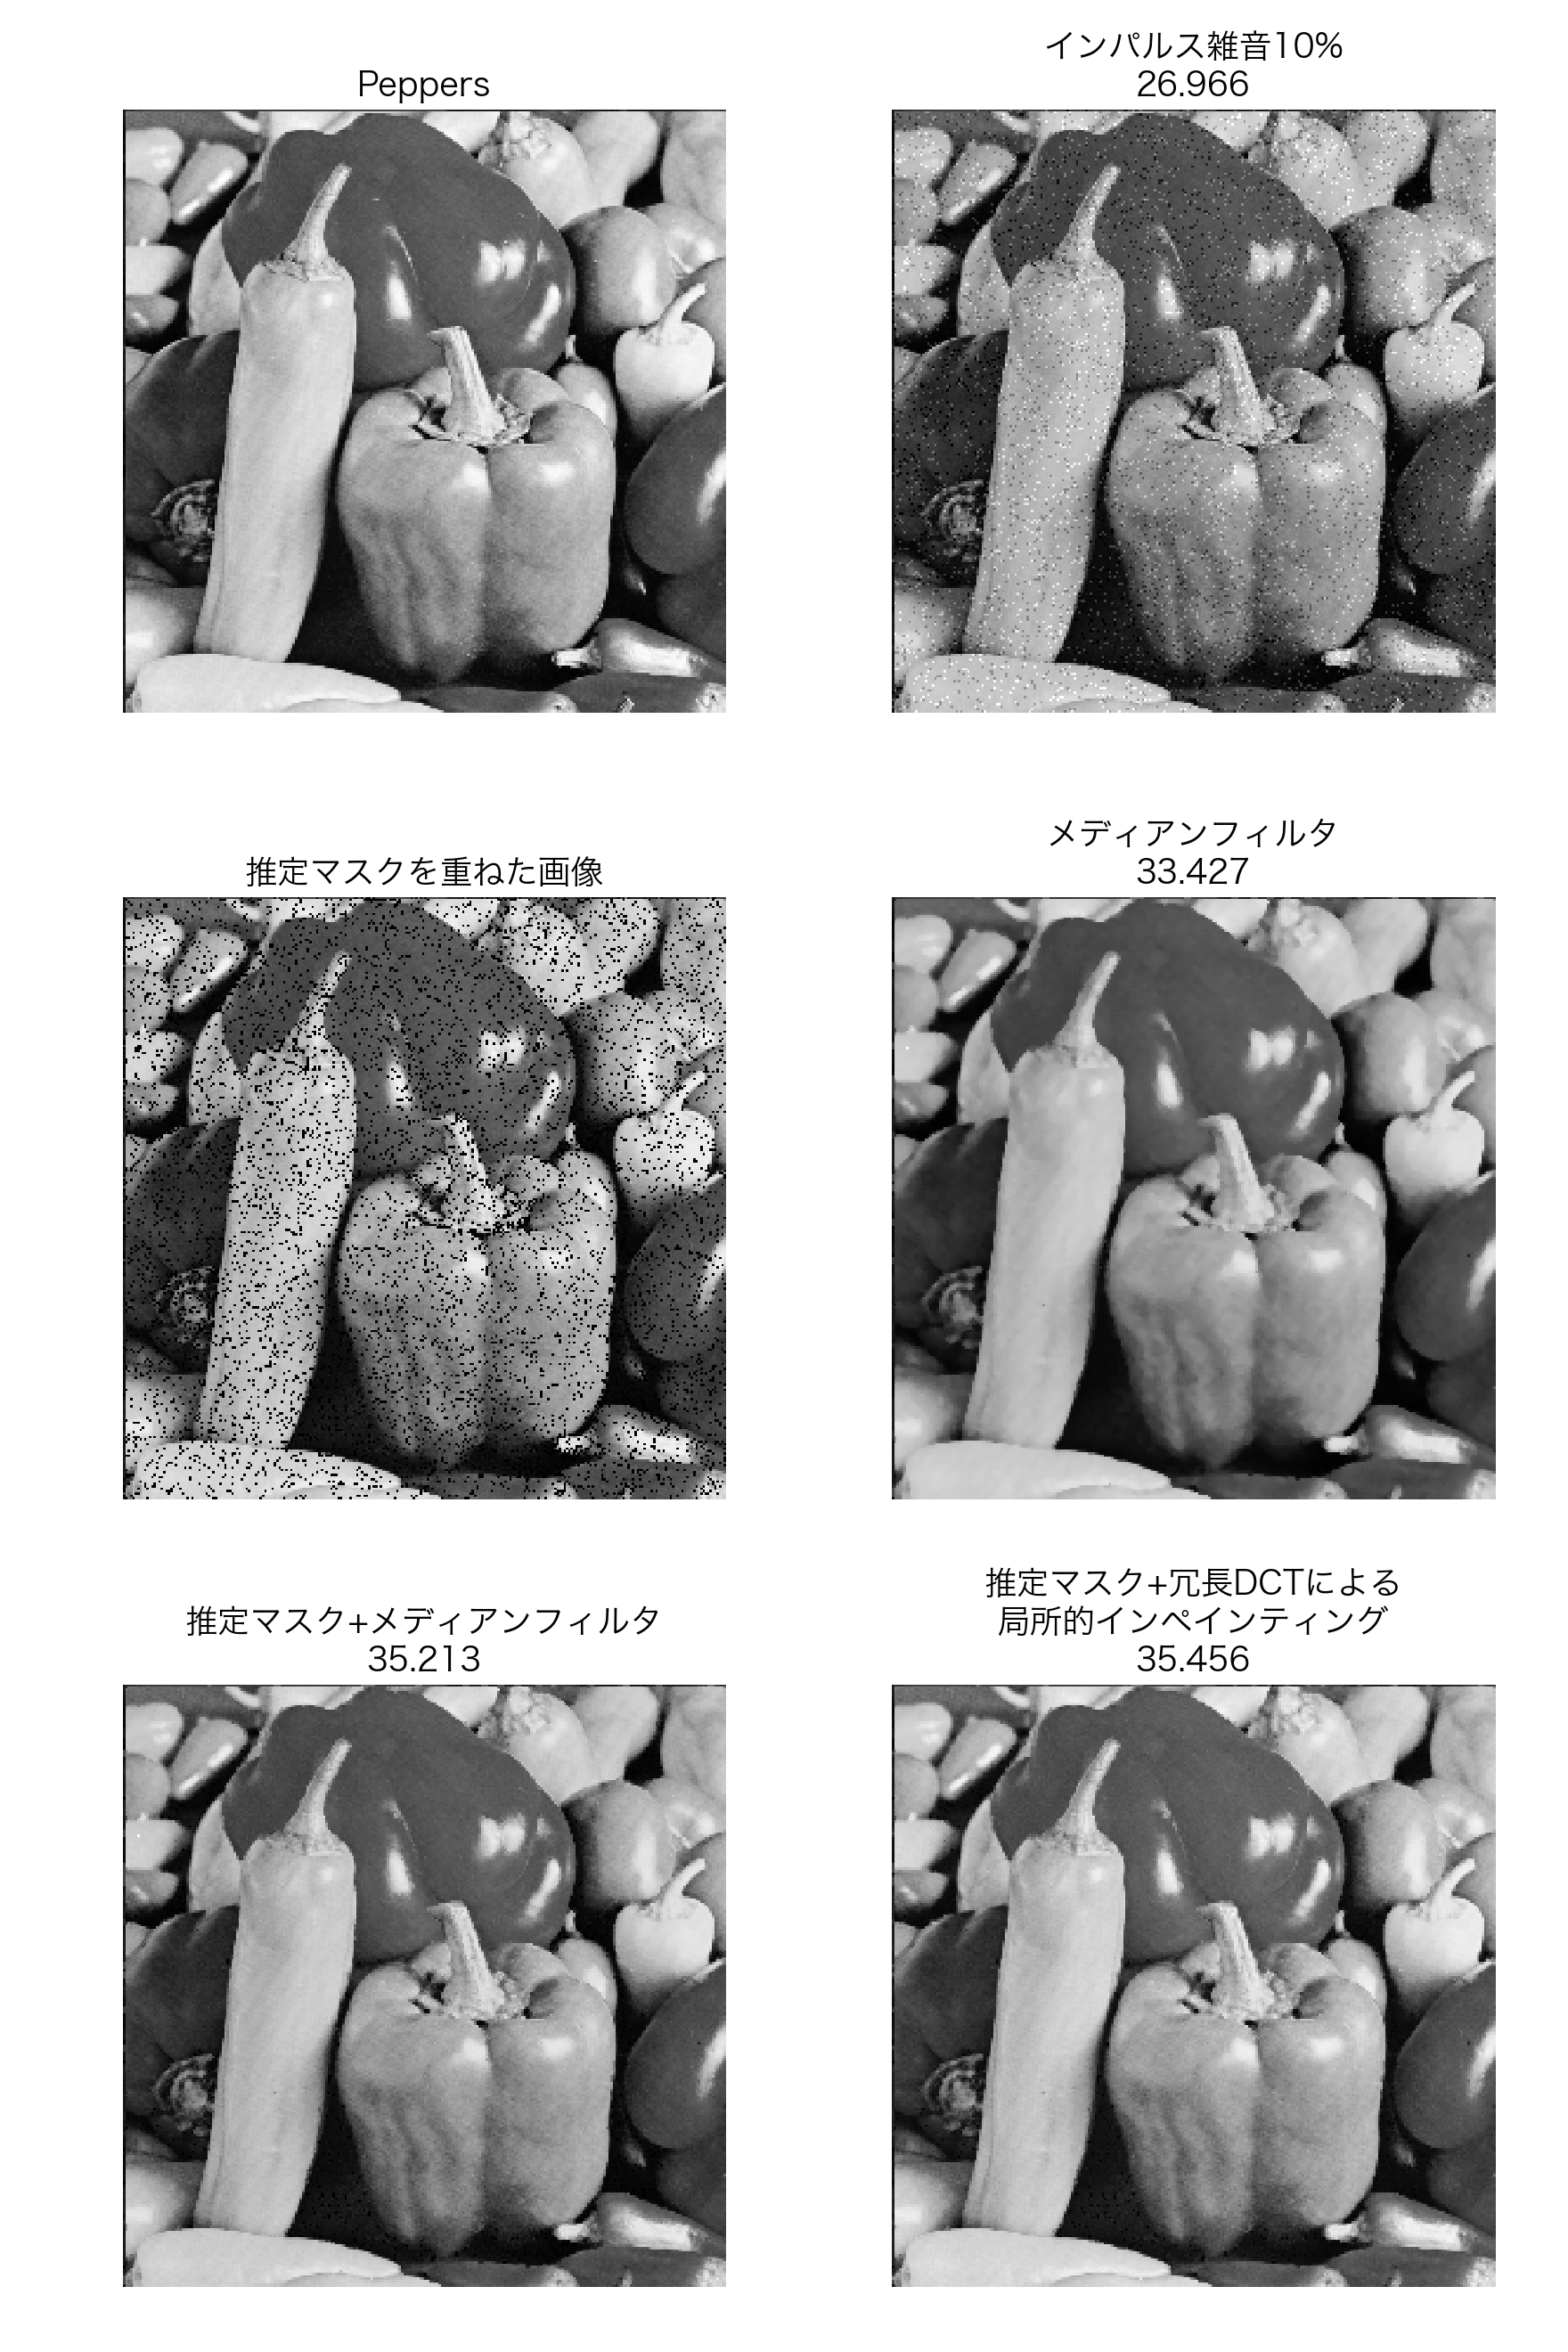 Peppers
インパルス雑音10%
26.966
推定マスクを重ねた画像
メディアンフィルタ
33.427
推定マスク+メディアンフィルタ
35.213
推定マスク+冗長DCTによる
局所的インペインティング
35.456